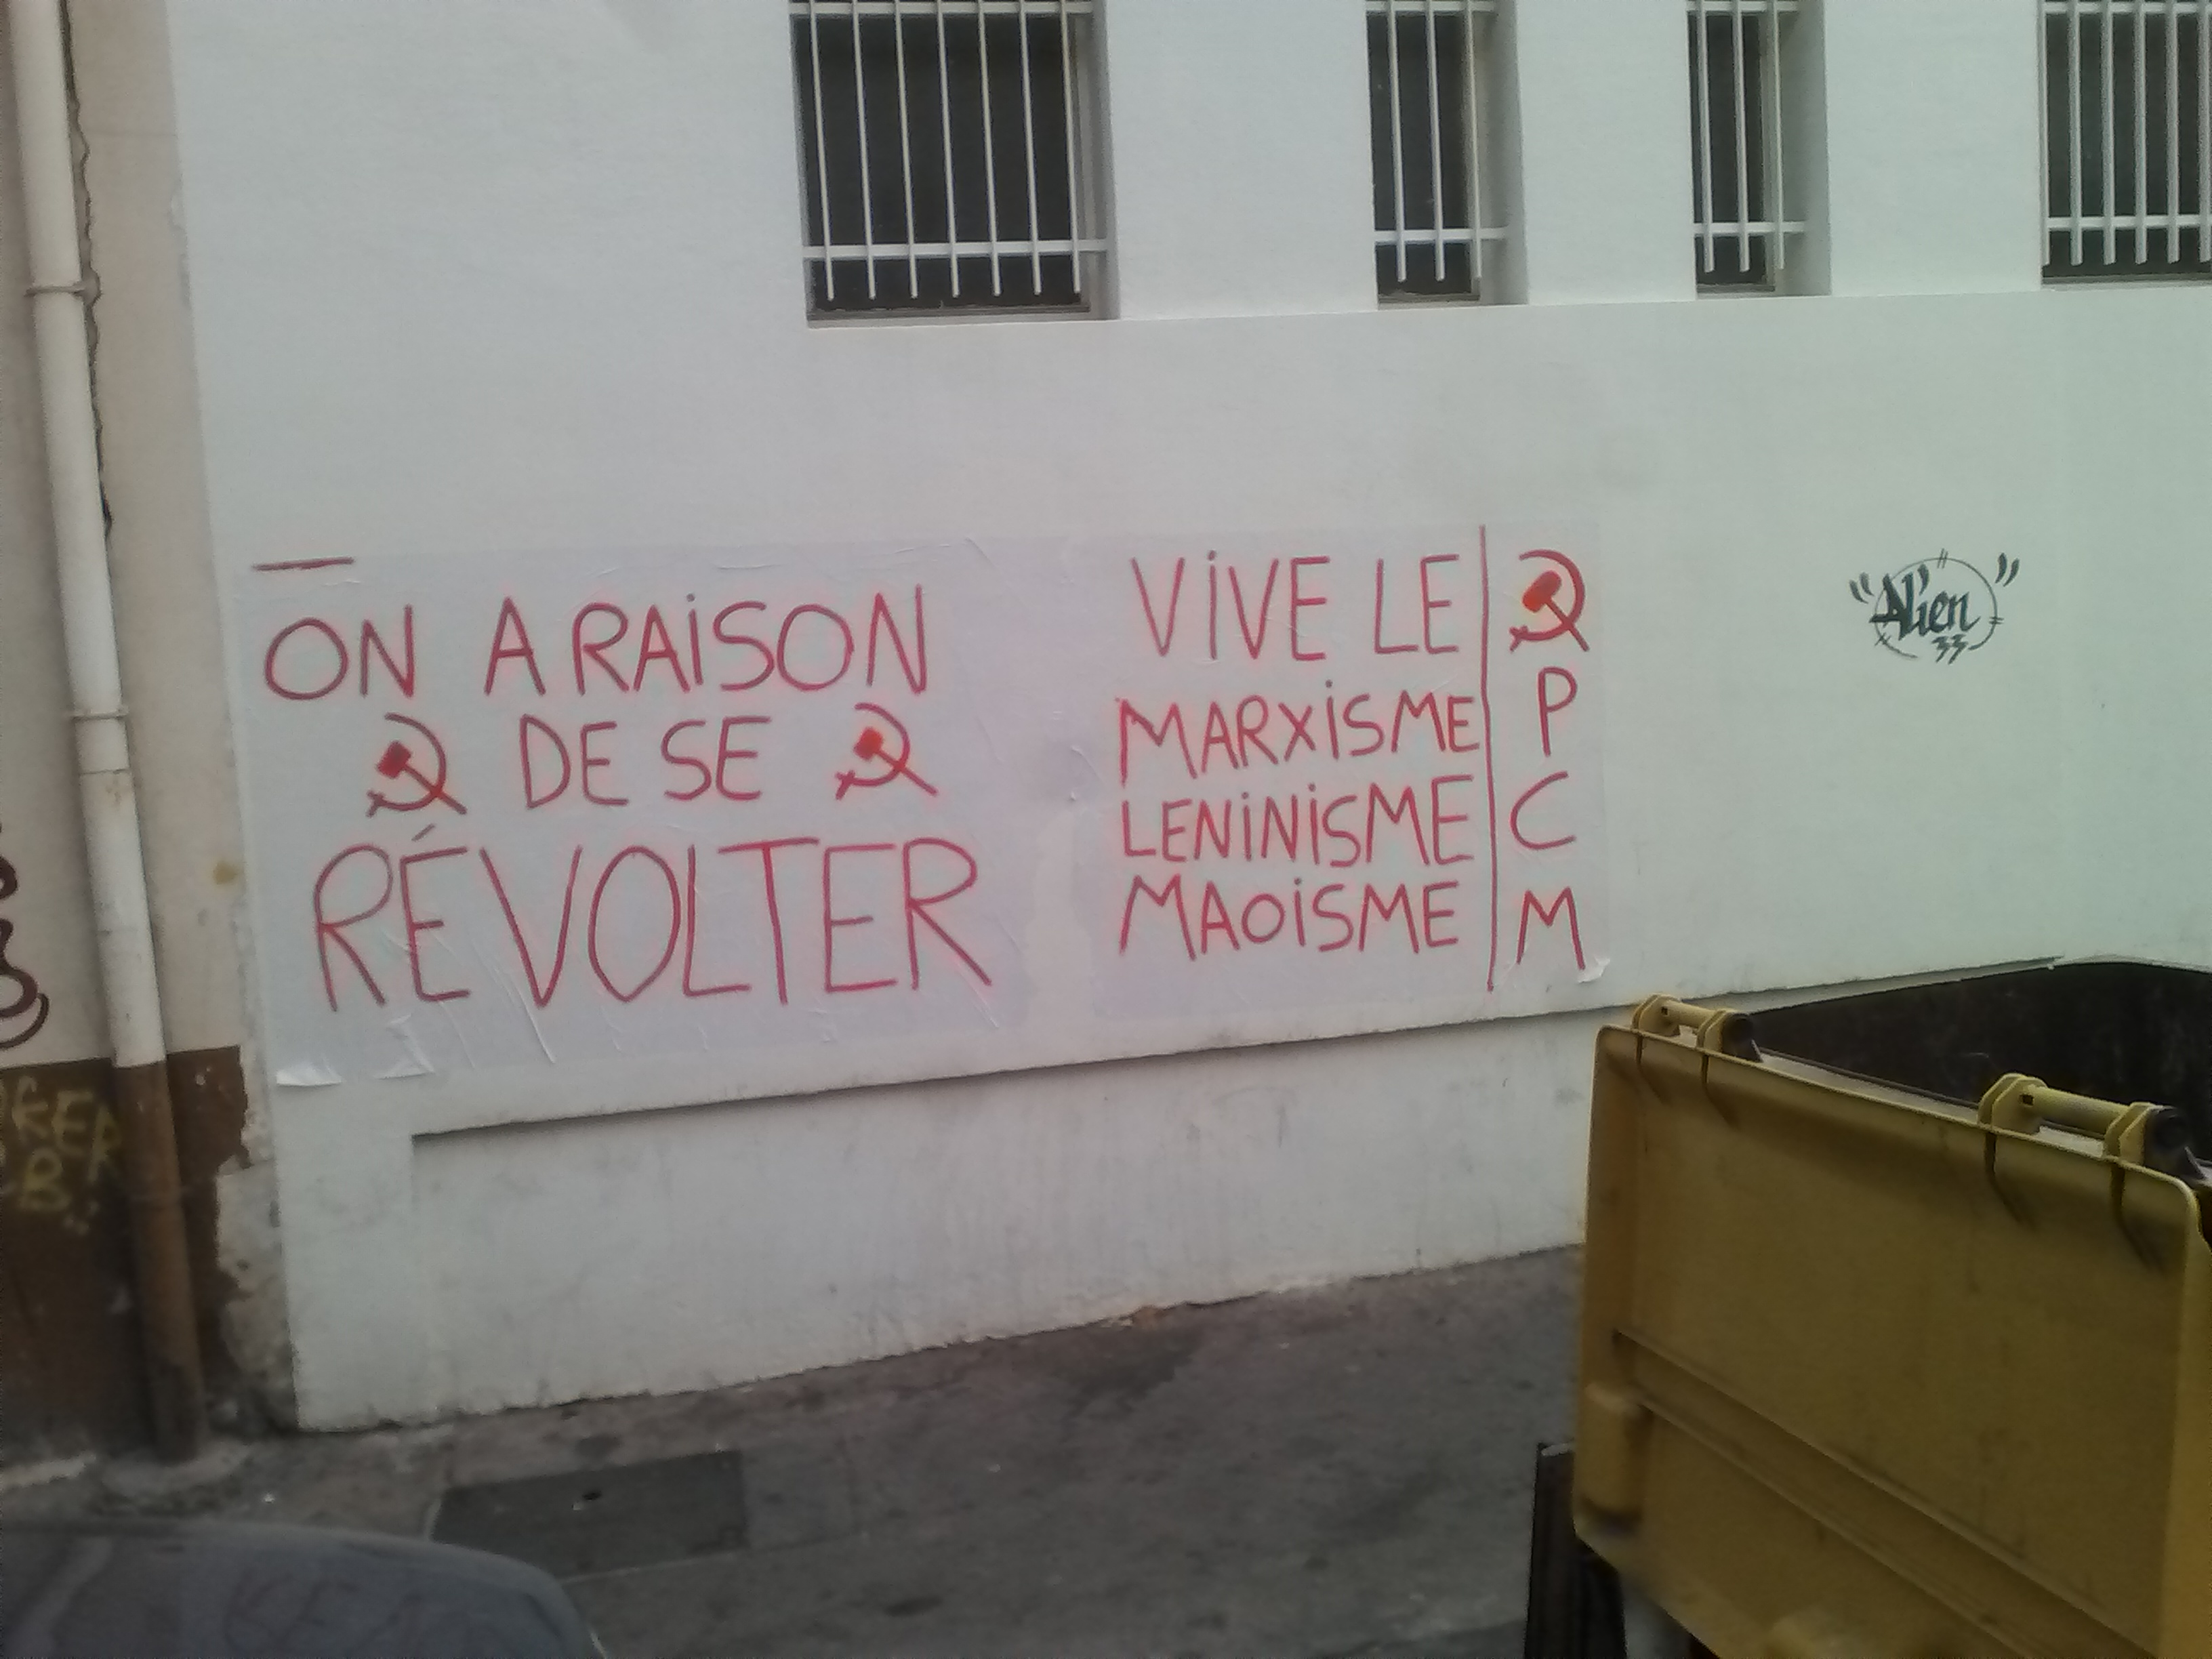 ON A RAISON
DE SE
RÉVOLTER
VIVE LE
MARXISME
LENINISME
MAOISME
P
C
M
"Alien"
33